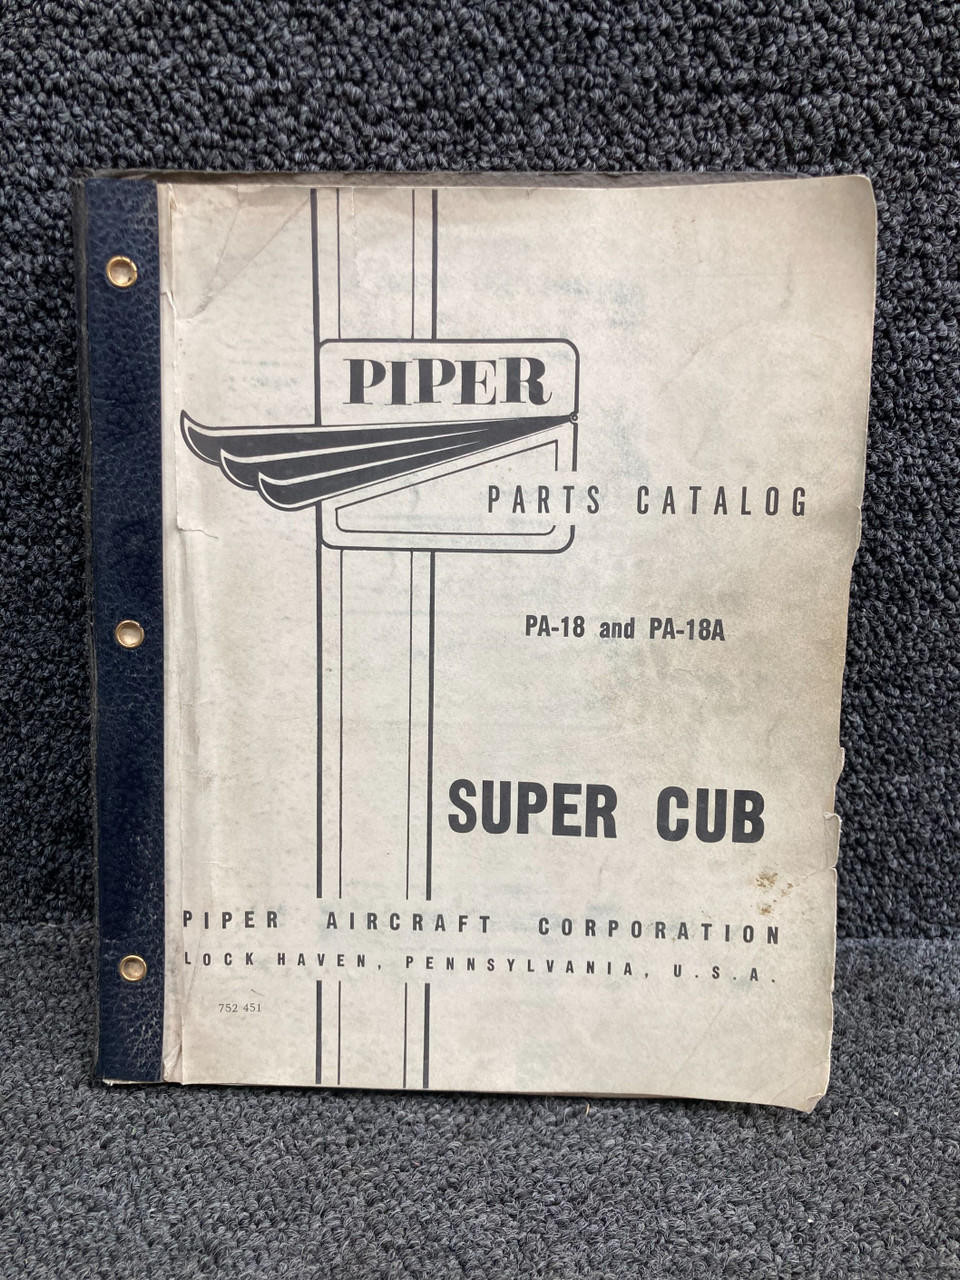 PIPER
PARTS CATALOG
PA-18 and PA-18A
SUPER CUB
PIPER AIRCRAFT CORPORATION
LOCK HAVEN, PENNSYLVANIA, U.S.A.
752 451